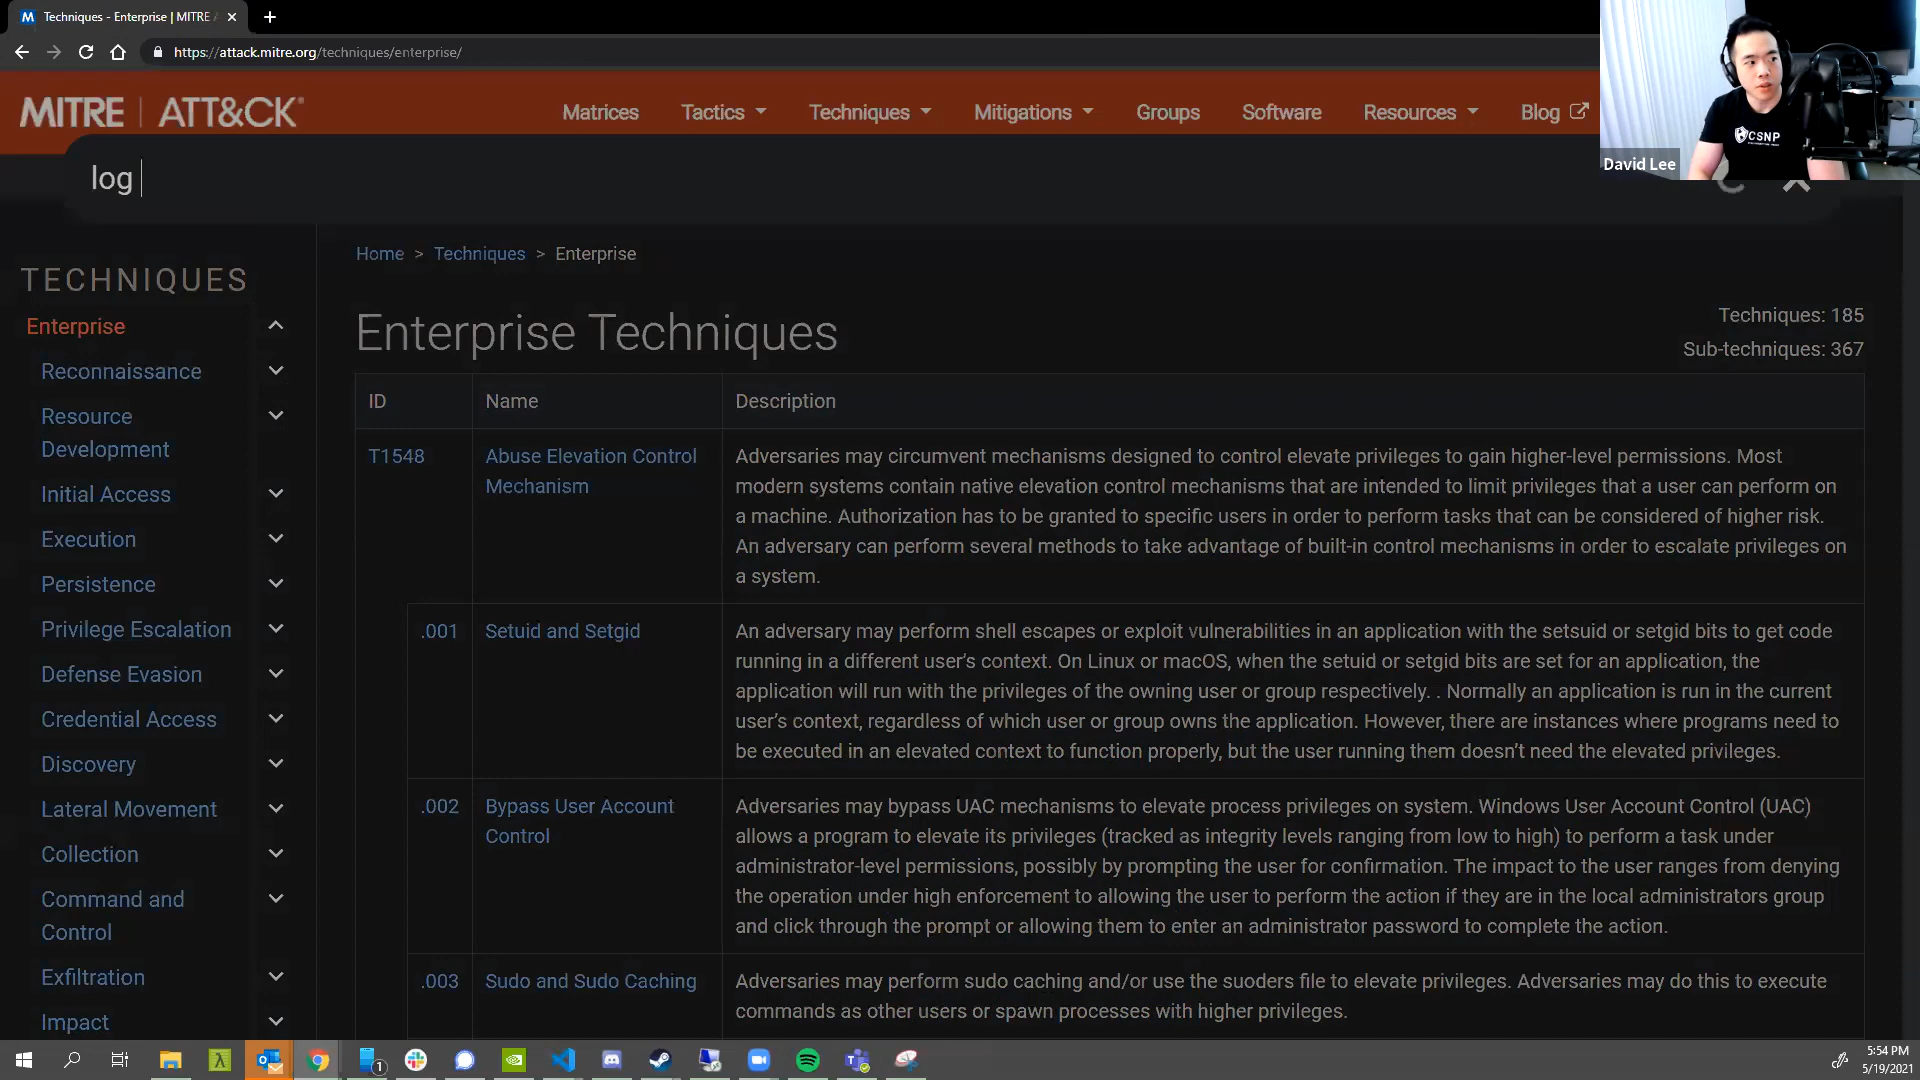 Techniques - Enterprise | MITRE
https://attack.mitre.org/techniques/enterprise/
MITRE | ATT&CK®
Matrices
Tactics
Techniques
Mitigations
Groups
Software
Resources
Blog
CSNP
David Lee
log
TECHNIQUES
Enterprise
Reconnaissance
Resource
Development
Initial Access
Execution
Persistence
Privilege Escalation
Defense Evasion
Credential Access
Discovery
Lateral Movement
Collection
Command and
Control
Exfiltration
Impact
Home > Techniques > Enterprise
Enterprise Techniques
Techniques: 185
Sub-techniques: 367
ID Name Description
T1548
Abuse Elevation Control
Mechanism
Adversaries may circumvent mechanisms designed to control elevate privileges to gain higher-level permissions. Most
modern systems contain native elevation control mechanisms that are intended to limit privileges that a user can perform on
a machine. Authorization has to be granted to specific users in order to perform tasks that can be considered of higher risk.
An adversary can perform several methods to take advantage of built-in control mechanisms in order to escalate privileges on
a system.
.001
Setuid and Setgid
An adversary may perform shell escapes or exploit vulnerabilities in an application with the setsuid or setgid bits to get code
running in a different user’s context. On Linux or macOS, when the setuid or setgid bits are set for an application, the
application will run with the privileges of the owning user or group respectively. . Normally an application is run in the current
user’s context, regardless of which user or group owns the application. However, there are instances where programs need to
be executed in an elevated context to function properly, but the user running them doesn’t need the elevated privileges.
.002
Bypass User Account
Control
Adversaries may bypass UAC mechanisms to elevate process privileges on system. Windows User Account Control (UAC)
allows a program to elevate its privileges (tracked as integrity levels ranging from low to high) to perform a task under
administrator-level permissions, possibly by prompting the user for confirmation. The impact to the user ranges from denying
the operation under high enforcement to allowing the user to perform the action if they are in the local administrators group
and click through the prompt or allowing them to enter an administrator password to complete the action.
.003
Sudo and Sudo Caching
Adversaries may perform sudo caching and/or use the suoders file to elevate privileges. Adversaries may do this to execute
commands as other users or spawn processes with higher privileges.
1
5:54 PM
5/19/2021